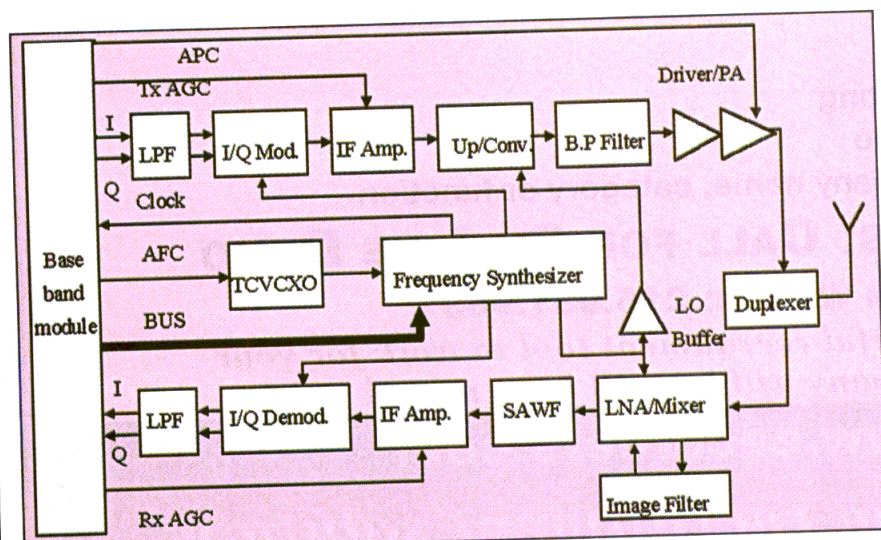 APC
Driver/PA
Tx AGC
I
LPF
I/Q Mod.
IF Amp.
Up/Conv.
B.P Filter
Q
Clock
Base
band
module
AFC
TCVCXO
Frequency Synthesizer
LO
Buffer
Duplexer
BUS
I
LPF
I/Q Demod.
IF Amp.
SAWF
LNA/Mixer
Q
Image Filter
Rx AGC